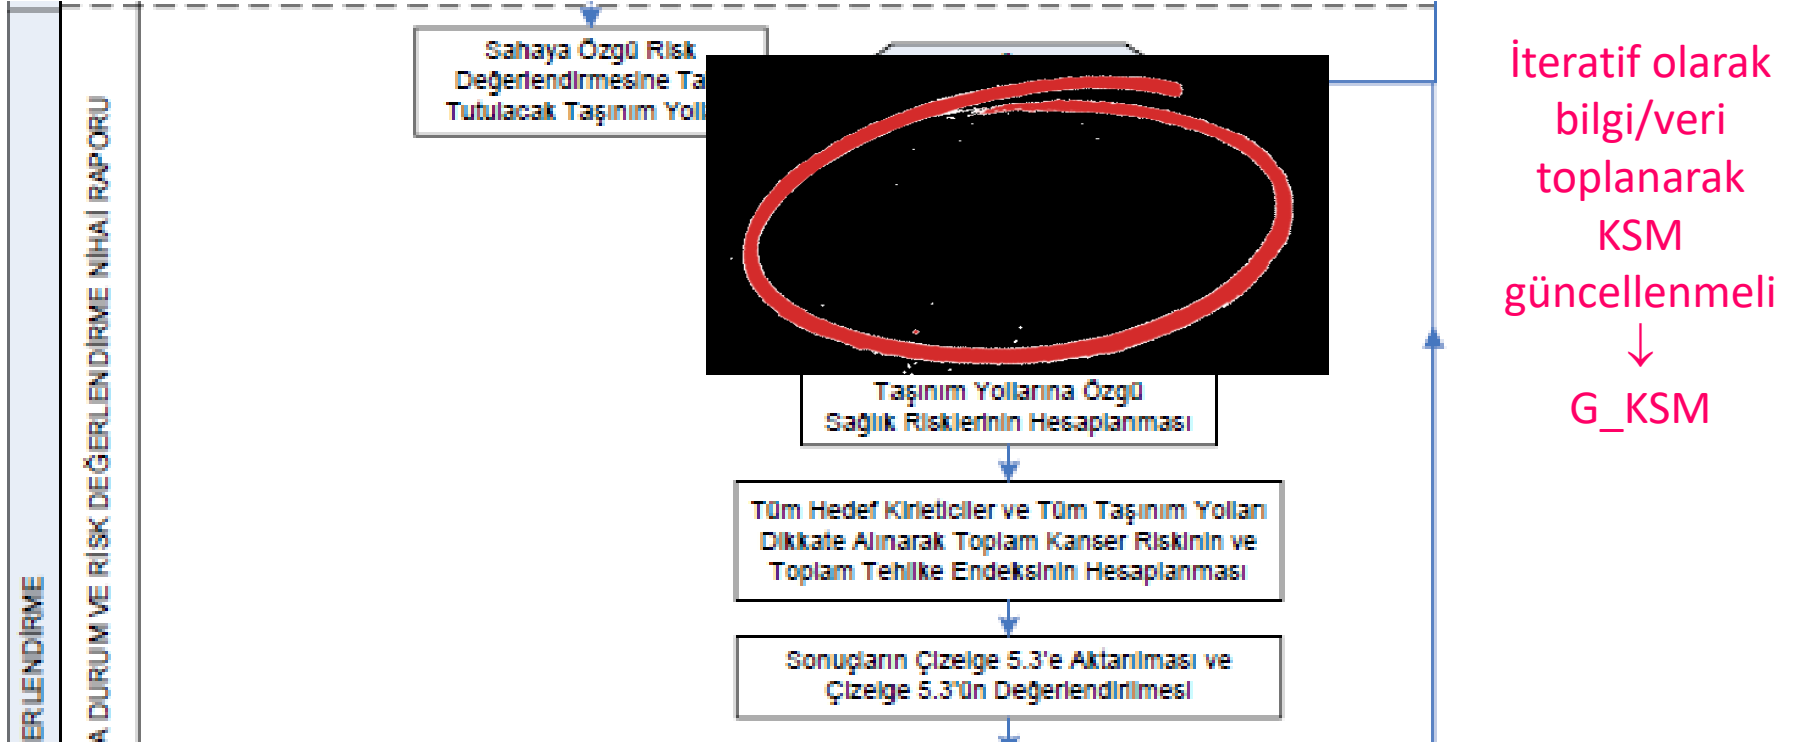 ERLENDİRME
A DURUM VE RİSK DEĞERLENDİRME NİHAİ RAPORU
Sahaya Özgü Risk
Değerlendirmesine
Tutulacak Taşınım
Taşınım Yollarına Özgü
Sağlık Risklerinin Hesaplanması
Tüm Hedef Kirleticiler ve Tüm Taşınım Yolları
Dikkate Alınarak Toplam Kanser Riskinin ve
Toplam Tehlike Endeksinin Hesaplanması
Sonuçların Çizelge 5.3'e Aktarılması ve
Çizelge 5.3'ün Değerlendirilmesi
İteratif olarak
bilgi/veri
toplanarak
KSM
güncellenmeli
↓
G_KSM